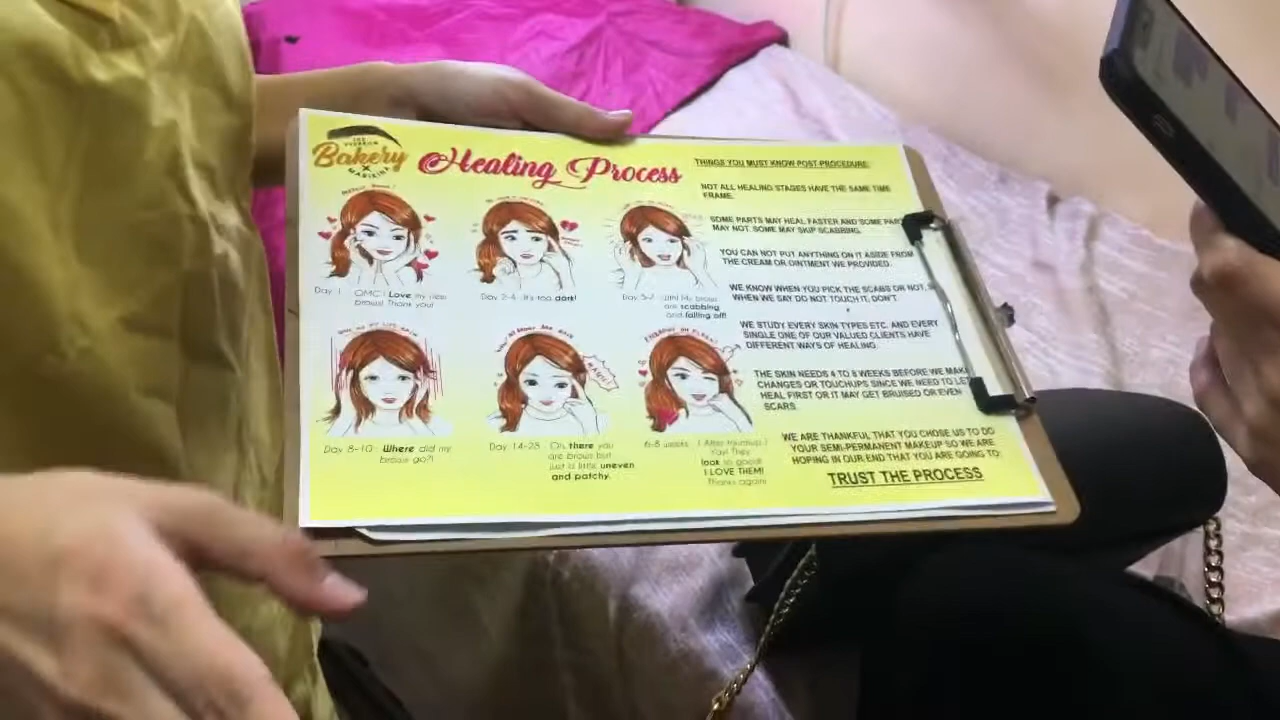 THE EYEBROW
Bakery
X
MARIKINA
Healing Process
Day 1 OMG I Love my new
brows! Thank you!
Day 2-4 It's too dark!
Day 5-7 Uhh! My brows
are scabbing
and falling off!
Day 8-10 Where did my
brows go?!
Day 14-28 Oh there you
are brows but
just a little uneven
and patchy.
6-8 weeks ( After touchup )
Yay! They
look so good!
I LOVE THEM!
Thanks again!
THINGS YOU MUST KNOW POST PROCEDURE:
NOT ALL HEALING STAGES HAVE THE SAME TIME
FRAME.
SOME PARTS MAY HEAL FASTER AND SOME PAR
MAY NOT. SOME MAY SKIP SCABBING.
YOU CAN NOT PUT ANYTHING ON IT ASIDE FROM
THE CREAM OR OINTMENT WE PROVIDED.
WE KNOW WHEN YOU PICK THE SCABS OR NOT, S
WHEN WE SAY DO NOT TOUCH IT, DON'T.
WE STUDY EVERY SKIN TYPES ETC. AND EVERY
SINGLE ONE OF OUR VALUED CLIENTS HAVE
DIFFERENT WAYS OF HEALING.
THE SKIN NEEDS 4 TO 8 WEEKS BEFORE WE MAKE
CHANGES OR TOUCHUPS SINCE WE NEED TO LET
HEAL FIRST OR IT MAY GET BRUISED OR EVEN
SCARS.
WE ARE THANKFUL THAT YOU CHOSE US TO DO
YOUR SEMI-PERMANENT MAKEUP SO WE ARE
HOPING IN OUR END THAT YOU ARE GOING TO:
TRUST THE PROCESS